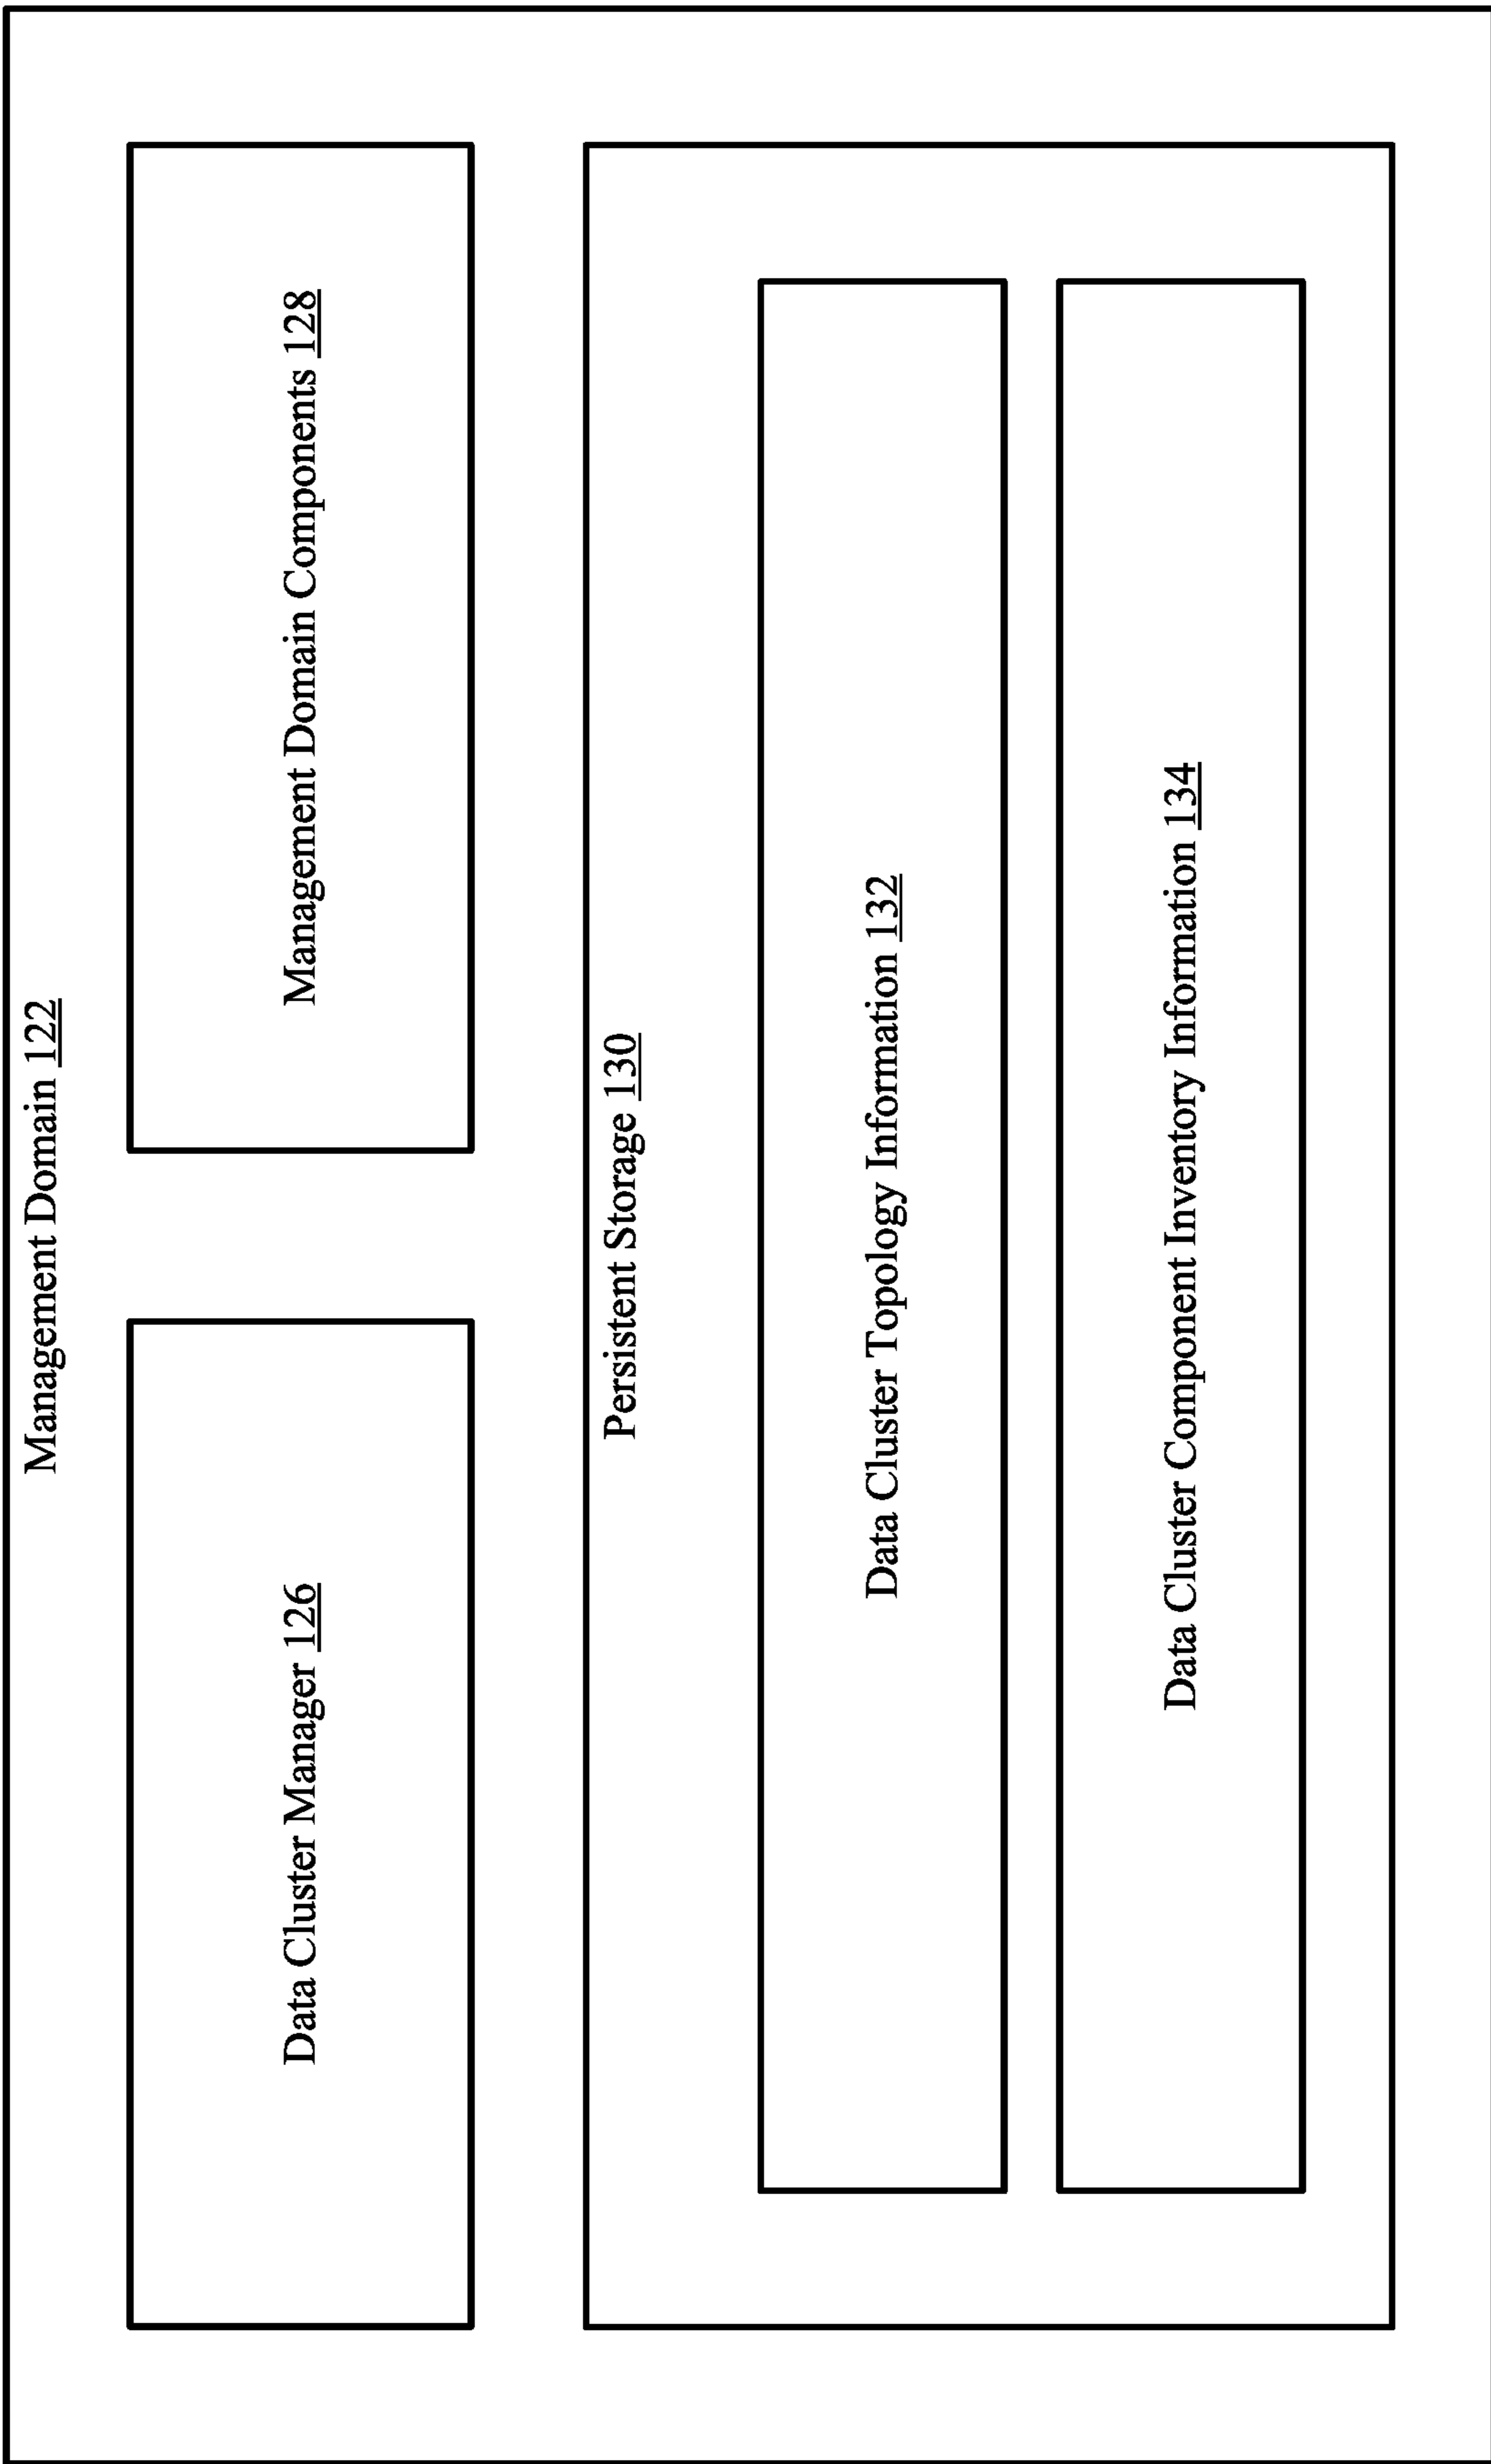 Management Domain 122
Data Cluster Manager 126
Management Domain Components 128
Persistent Storage 130
Data Cluster Topology Information 132
Data Cluster Component Inventory Information 134